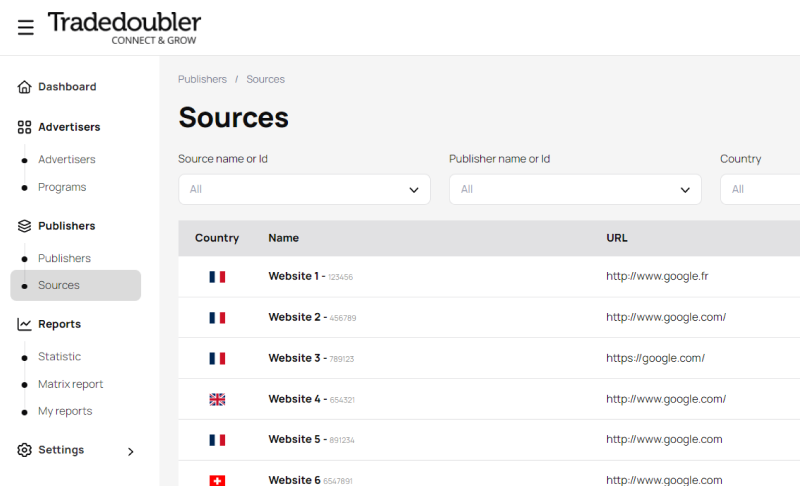 Tradedoubler
CONNECT & GROW
Dashboard
Advertisers
Advertisers
Programs
Publishers
Publishers
Sources
Reports
Statistic
Matrix report
My reports
Settings
Publishers / Sources
Sources
Source name or Id
All
Publisher name or Id
All
Country
All
Country Name URL
Website 1 - 123456 http://www.google.fr
Website 2 - 456789 http://www.google.com/
Website 3 - 789123 https://google.com/
Website 4 - 654321 http://www.google.com/
Website 5 - 891234 http://www.google.com
Website 6 6547891 http://www.google.com